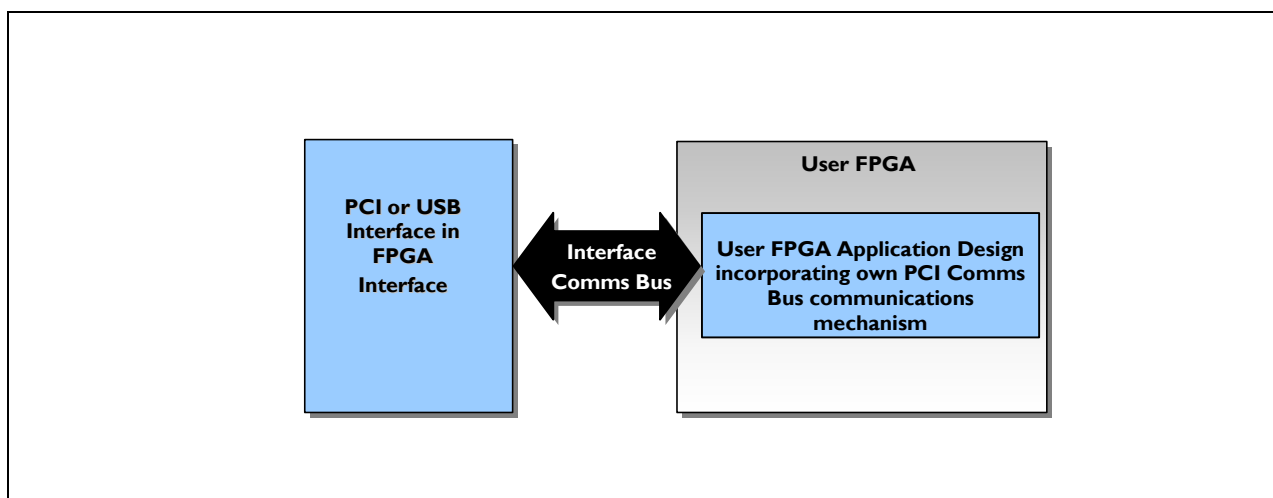 PCI or USB
Interface in
FPGA
Interface
Interface
Comms Bus
User FPGA
User FPGA Application Design
incorporating own PCI Comms
Bus communications
mechanism